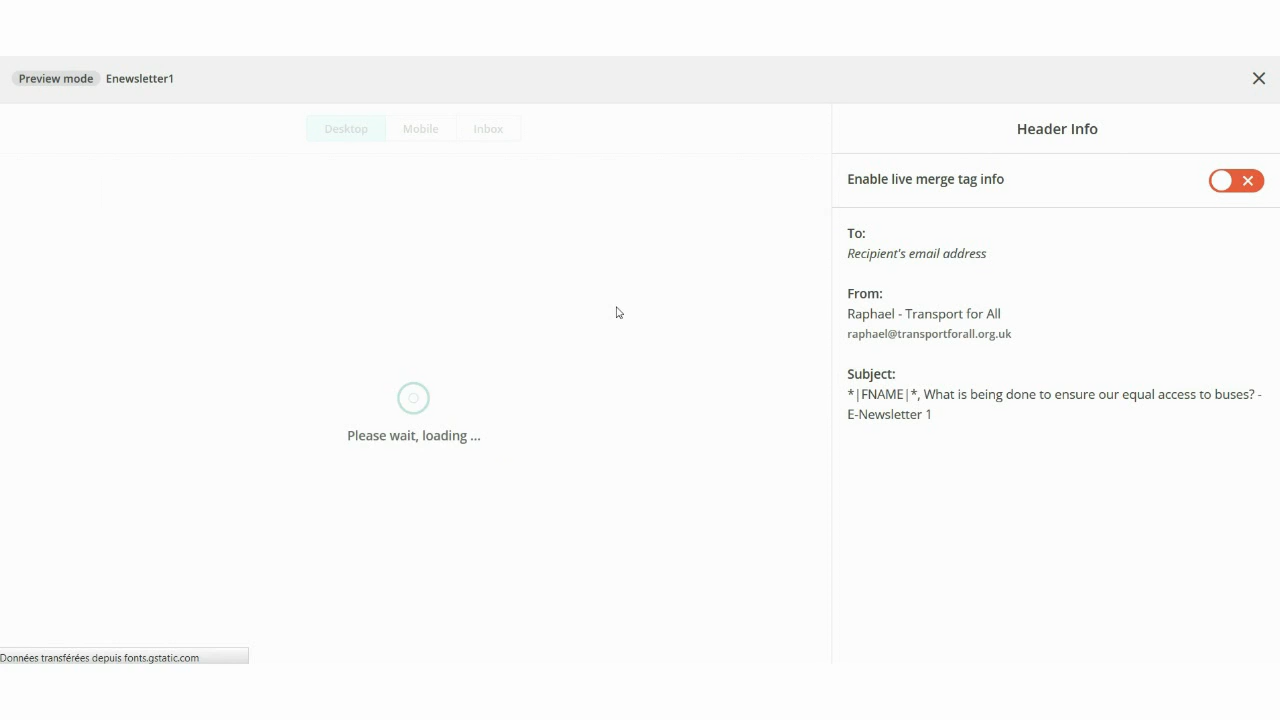 Preview mode Enewsletter1
Desktop Mobile Inbox
Header Info
Enable live merge tag info
To:
Recipient's email address
From:
Raphael - Transport for All
raphael@transportforall.org.uk
Subject:
*|FNAME|*, What is being done to ensure our equal access to buses? -
E-Newsletter 1
Please wait, loading ...
Données transférées depuis fonts.gstatic.com